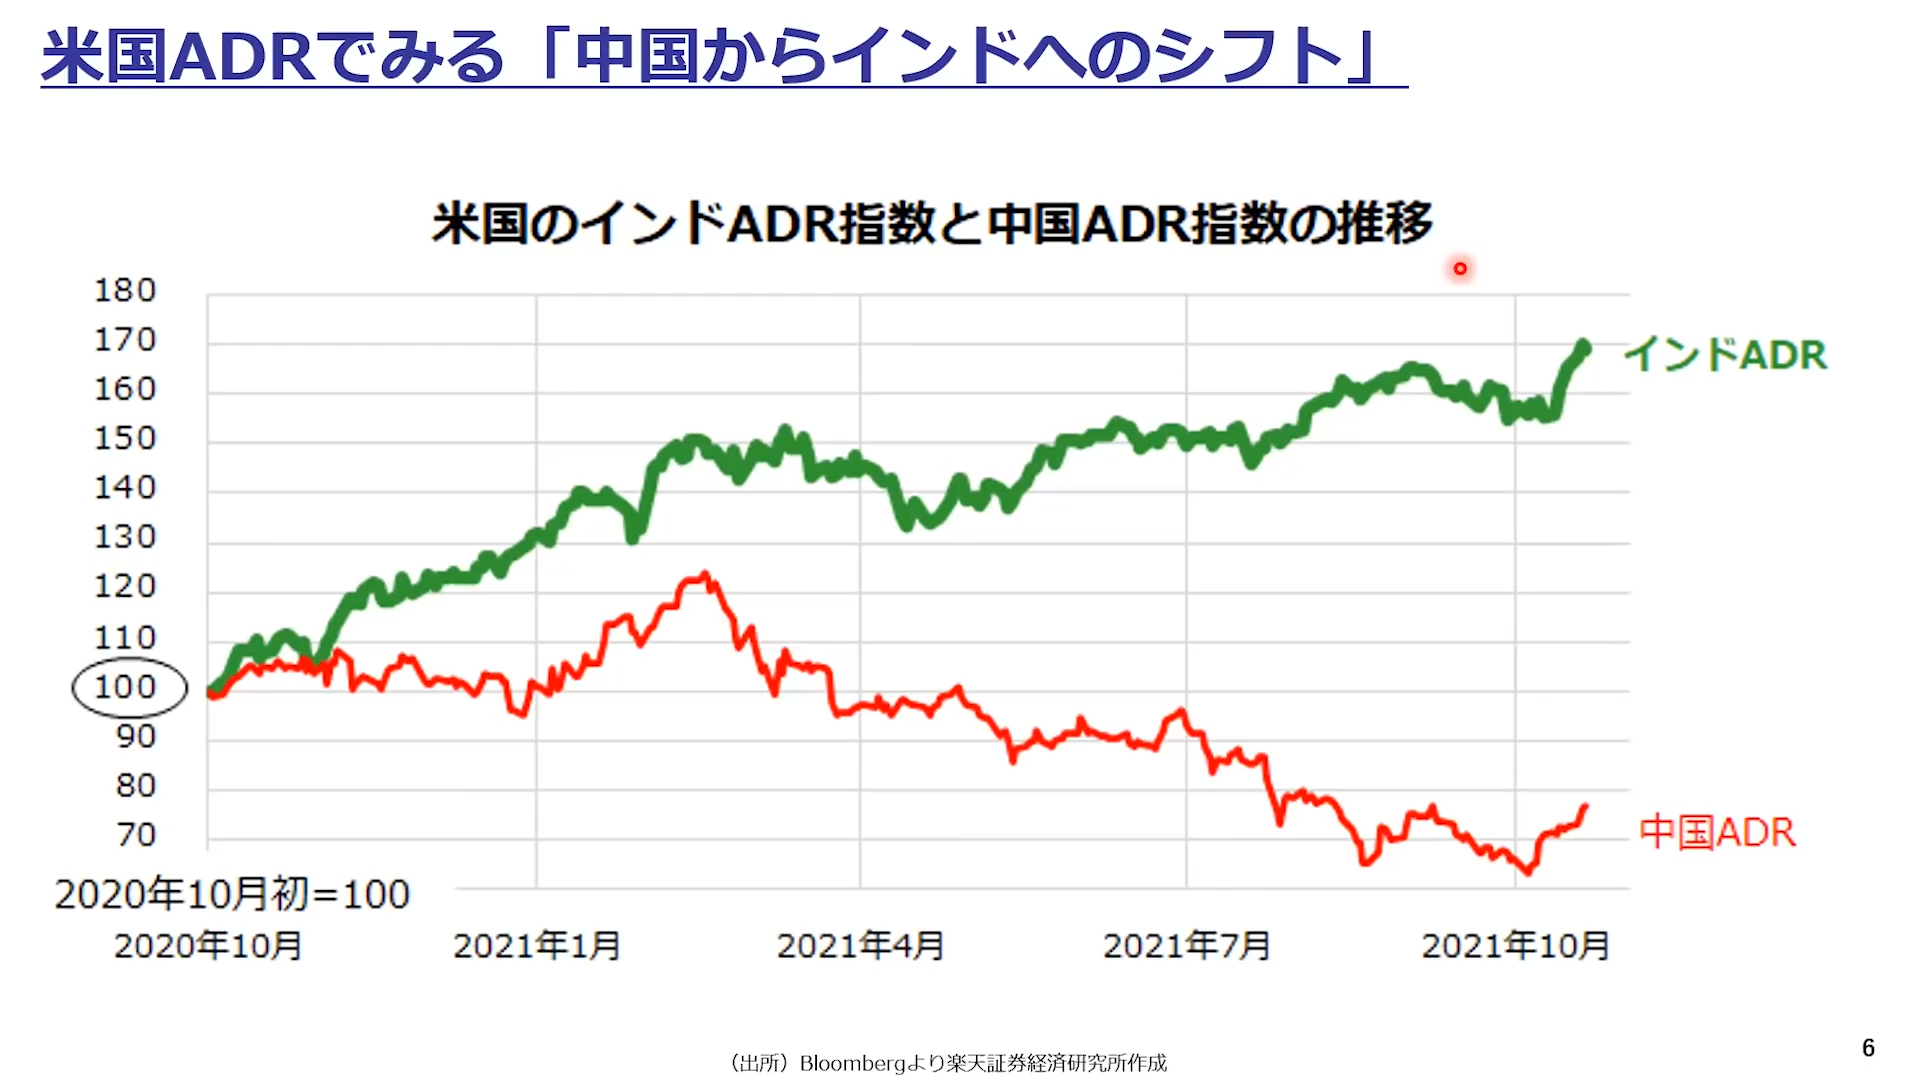 米国ADRでみる「中国からインドへのシフト」
米国のインドADR指数と中国ADR指数の推移
180
170
160
150
140
130
120
110
100
90
80
70
インドADR
中国ADR
2020年10月初=100
2020年10月
2021年1月
2021年4月
2021年7月
2021年10月
（出所）Bloombergより楽天証券経済研究所作成
6